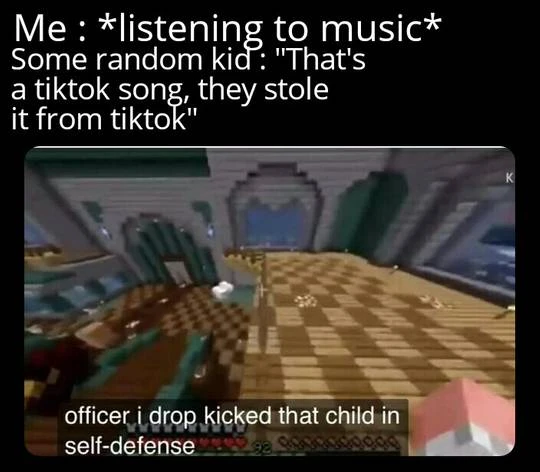 Me : *listening to music*
Some random kid : "That's
a tiktok song, they stole
it from tiktok"
K
officer i drop kicked that child in
self-defense
92